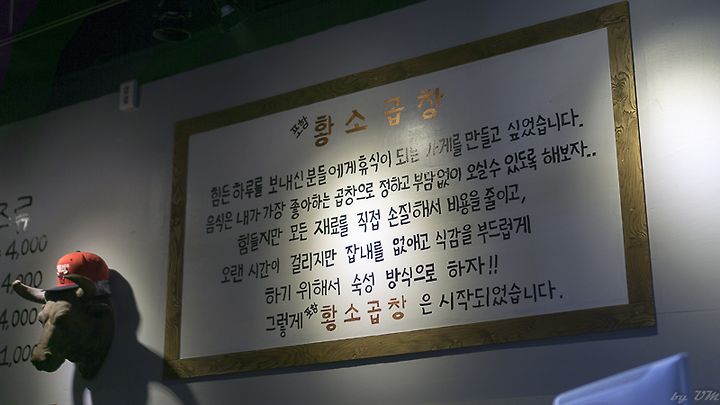 포항 황소곱창
힘든 하루를 보내신 분들에게 휴식이 되는 가게를 만들고 싶었습니다.
음식은 내가 가장 좋아하는 곱창으로 정하고 부담없이 오실수 있도록 해보자..
힘들지만 모든 재료를 직접 손질해서 비용을 줄이고,
오랜 시간이 걸리지만 잡내를 없애고 식감을 부드럽게
하기 위해서 숙성 방식으로 하자!!
그렇게 포항 황소곱창 은 시작되었습니다.
4,000
4,000
4,000
1,000
by VM